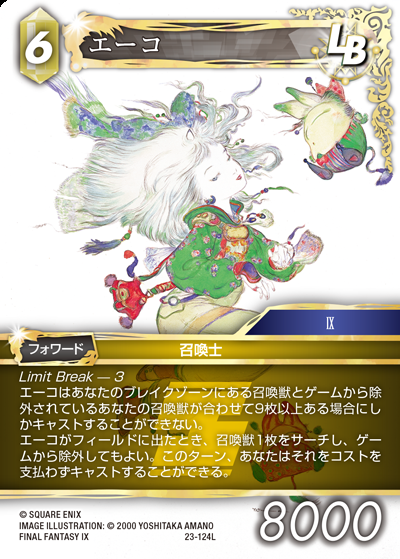 6
エーコ
LB
IX
フォワード
召喚士
Limit Break — 3
エーコはあなたのブレイクゾーンにある召喚獣とゲームから除
外されているあなたの召喚獣が合わせて9枚以上ある場合にし
かキャストすることができない。
エーコがフィールドに出たとき、召喚獣1枚をサーチし、ゲー
ムから除外してもよい。このターン、あなたはそれをコストを
支払わずキャストすることができる。
© SQUARE ENIX
IMAGE ILLUSTRATION: © 2000 YOSHITAKA AMANO
FINAL FANTASY IX
23-124L
8000